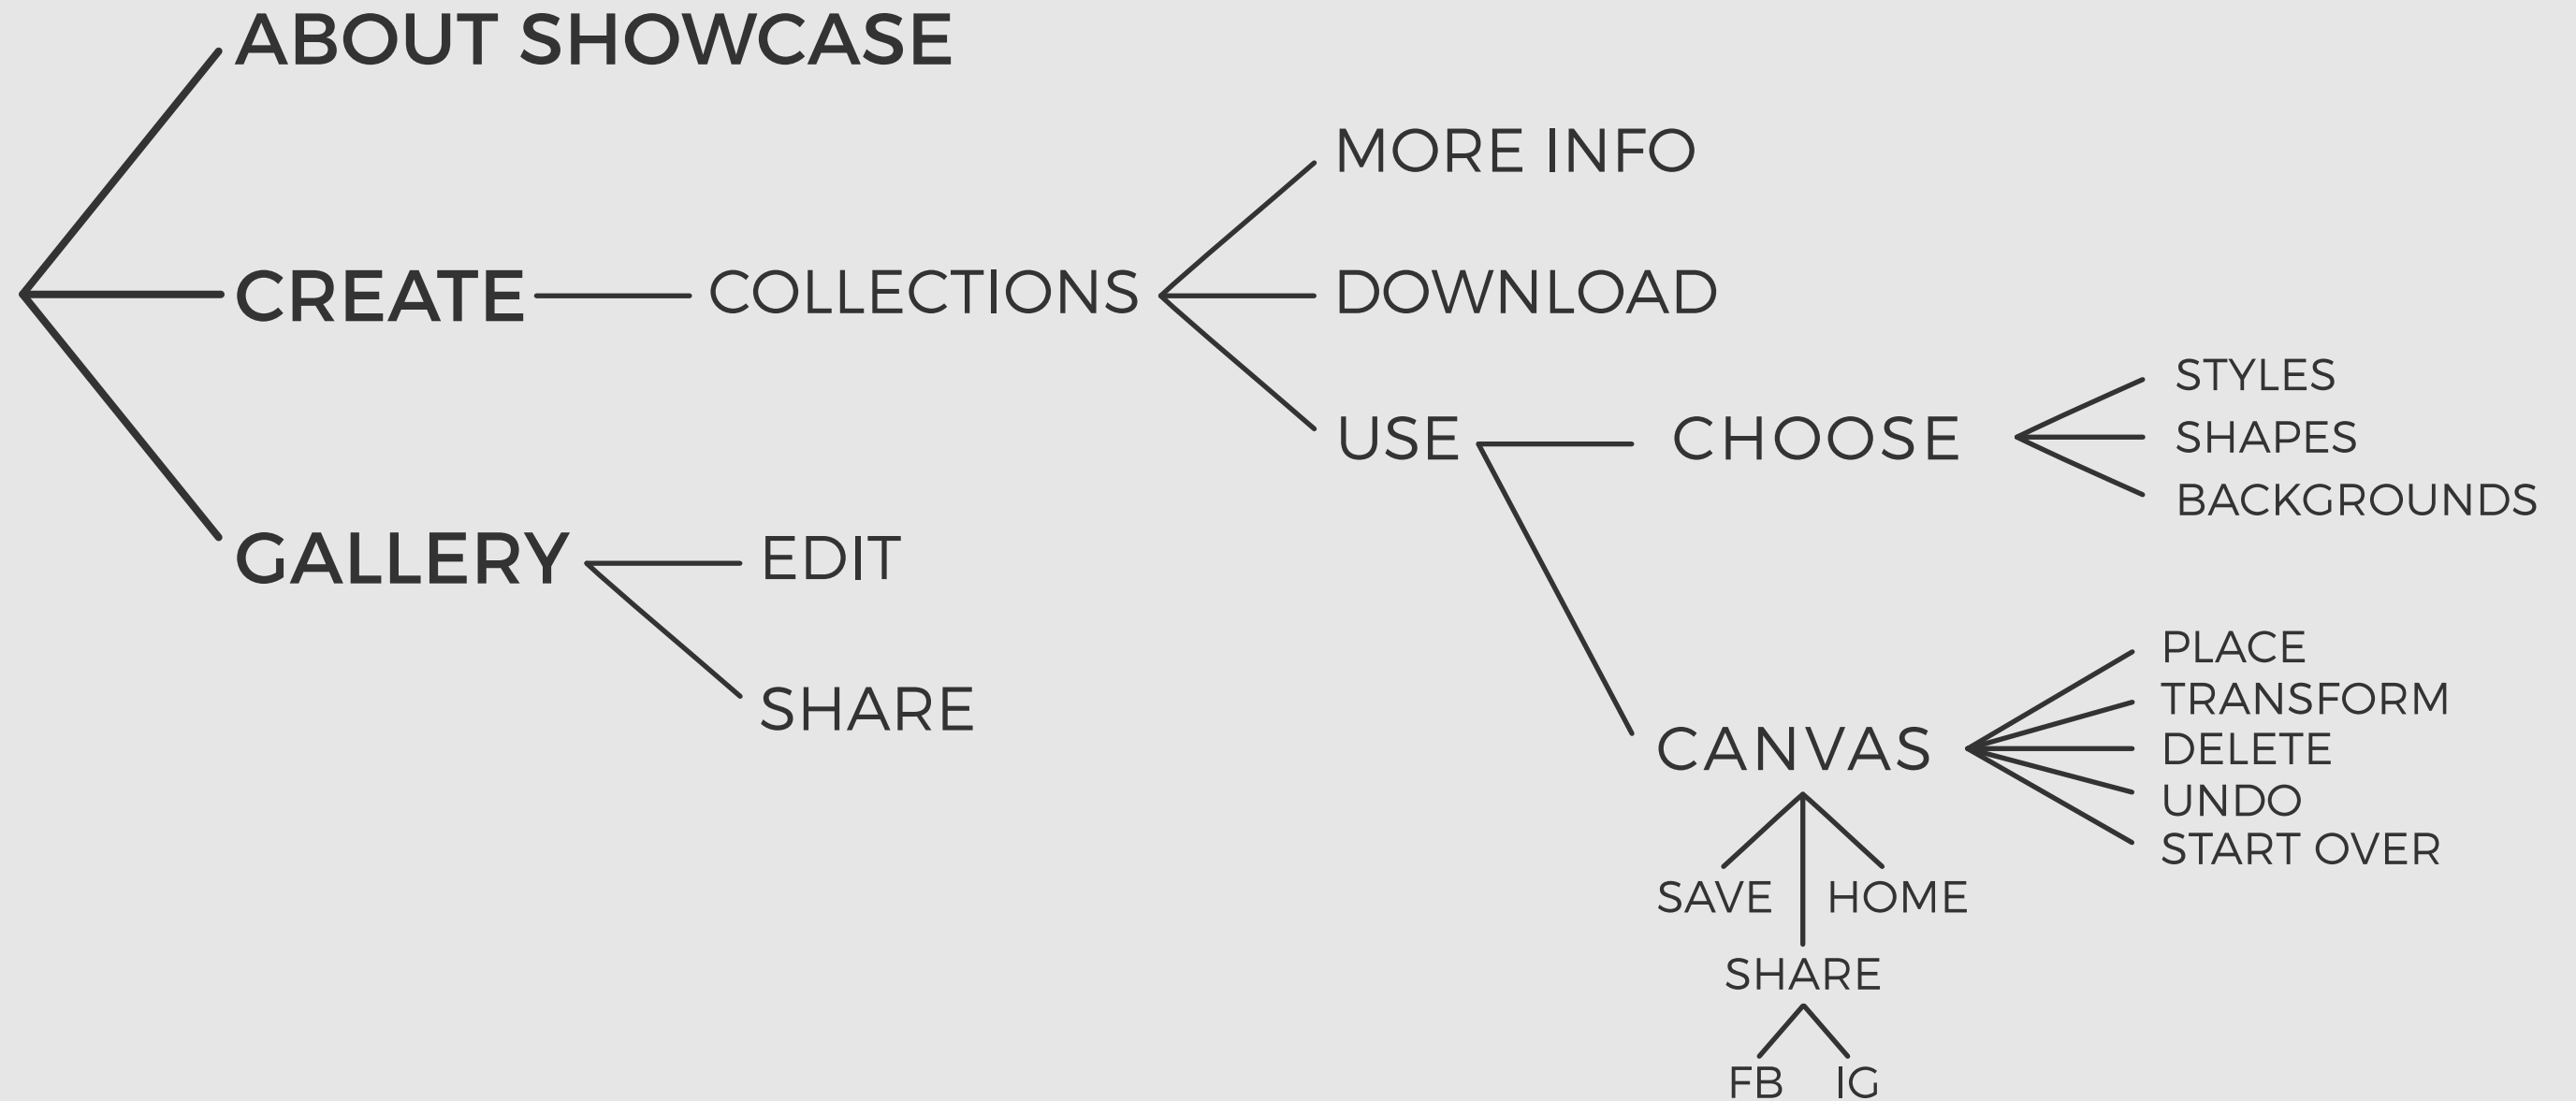 ABOUT SHOWCASE
MORE INFO
CREATE
COLLECTIONS
DOWNLOAD
USE
CHOOSE
STYLES
SHAPES
BACKGROUNDS
GALLERY
EDIT
SHARE
CANVAS
PLACE
TRANSFORM
DELETE
UNDO
START OVER
SAVE
HOME
SHARE
FB
IG